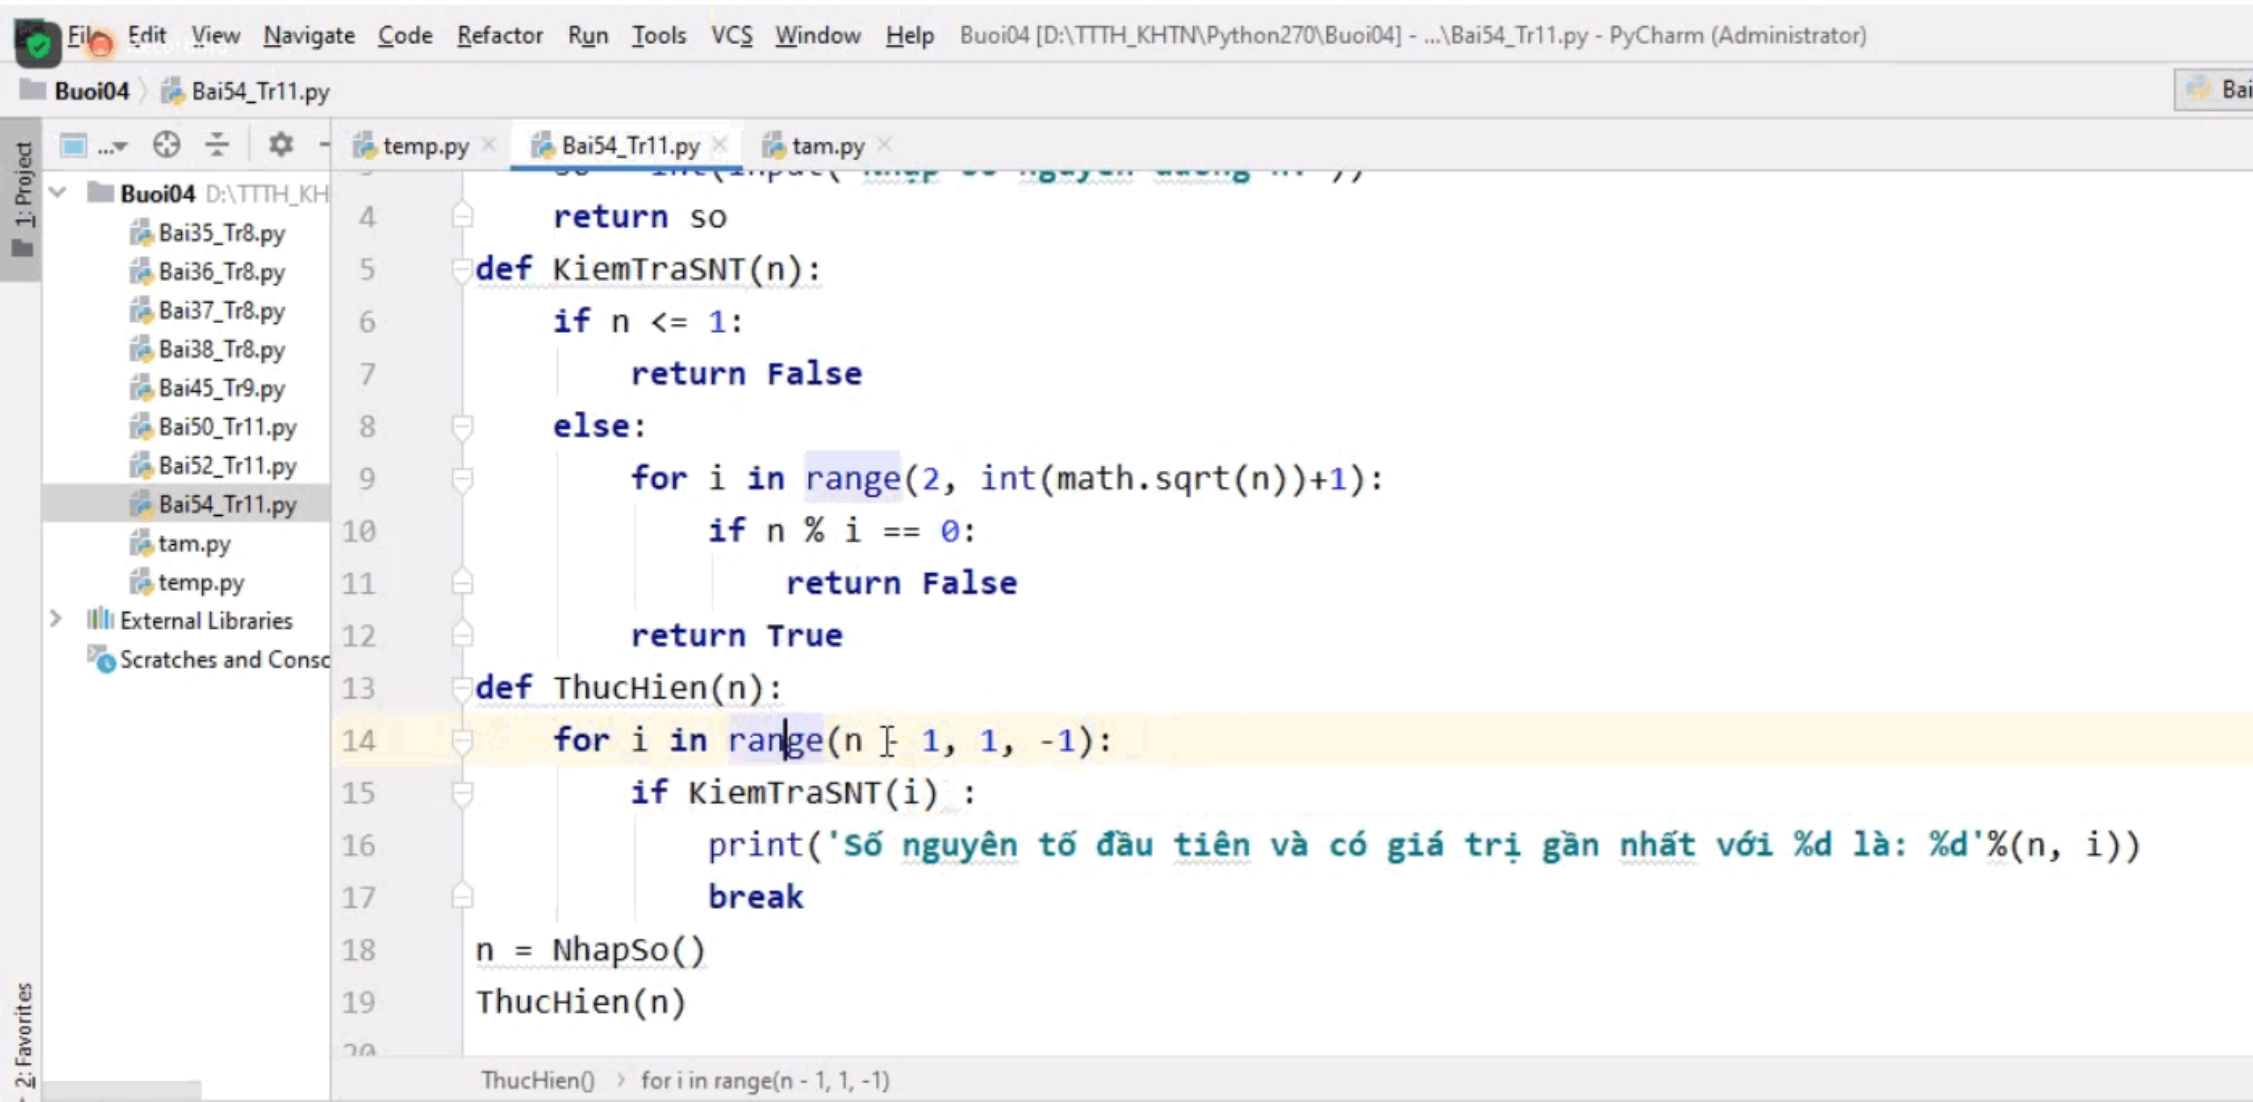 File Edit View Navigate Code Refactor Run Tools VCS Window Help Buoi04 [D:\TTTH_KHTN\Python270\Buoi04] - ...\Bai54_Tr11.py - PyCharm (Administrator)
Buoi04 Bai54_Tr11.py Bai
1: Project
...
temp.py Bai54_Tr11.py tam.py
Buoi04 D:\TTTH_KH
Bai35_Tr8.py
Bai36_Tr8.py
Bai37_Tr8.py
Bai38_Tr8.py
Bai45_Tr9.py
Bai50_Tr11.py
Bai52_Tr11.py
Bai54_Tr11.py
tam.py
temp.py
External Libraries
Scratches and Consc
2: Favorites
4 return so
5 def KiemTraSNT(n):
6 if n <= 1:
7 return False
8 else:
9 for i in range(2, int(math.sqrt(n))+1):
10 if n % i == 0:
11 return False
12 return True
13 def ThucHien(n):
14 for i in range(n - 1, 1, -1):
15 if KiemTraSNT(i) :
16 print('Số nguyên tố đầu tiên và có giá trị gần nhất với %d là: %d'%(n, i))
17 break
18 n = NhapSo()
19 ThucHien(n)
20
ThucHien() › for i in range(n - 1, 1, -1)